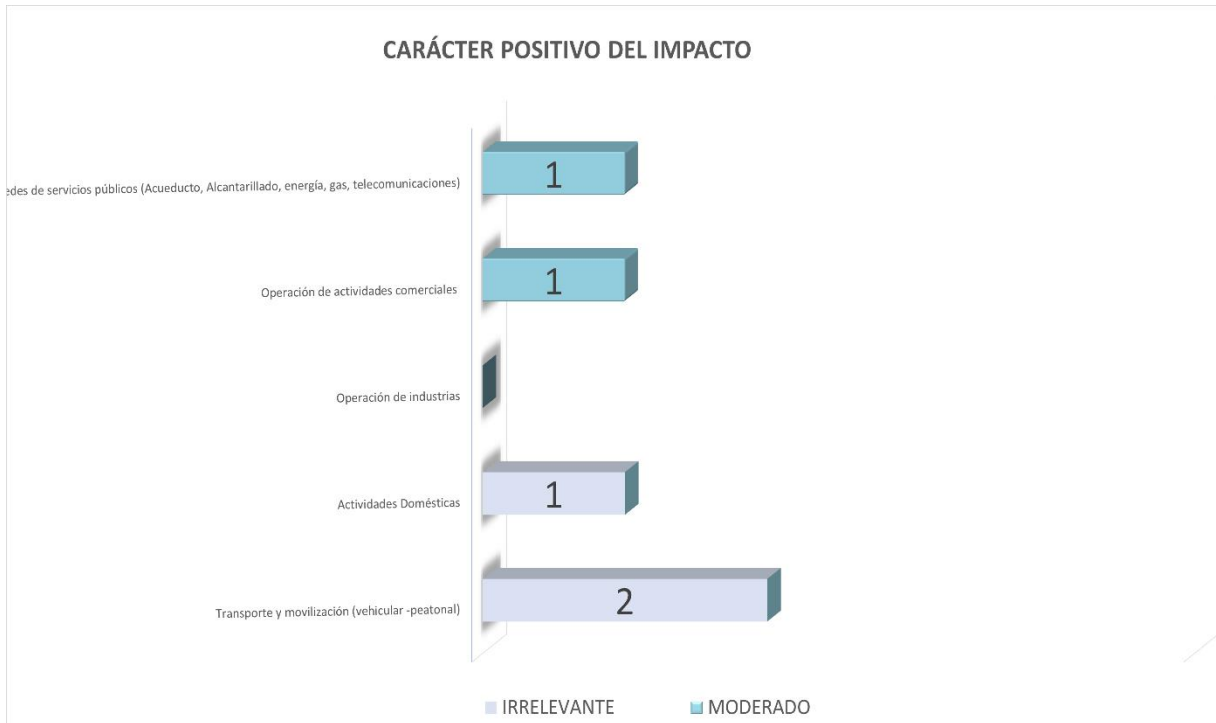 CARÁCTER POSITIVO DEL IMPACTO
edes de servicios públicos (Acueducto, Alcantarillado, energía, gas, telecomunicaciones)
1
Operación de actividades comerciales
1
Operación de industrias
Actividades Domésticas
1
Transporte y movilización (vehicular -peatonal)
2
IRRELEVANTE
MODERADO